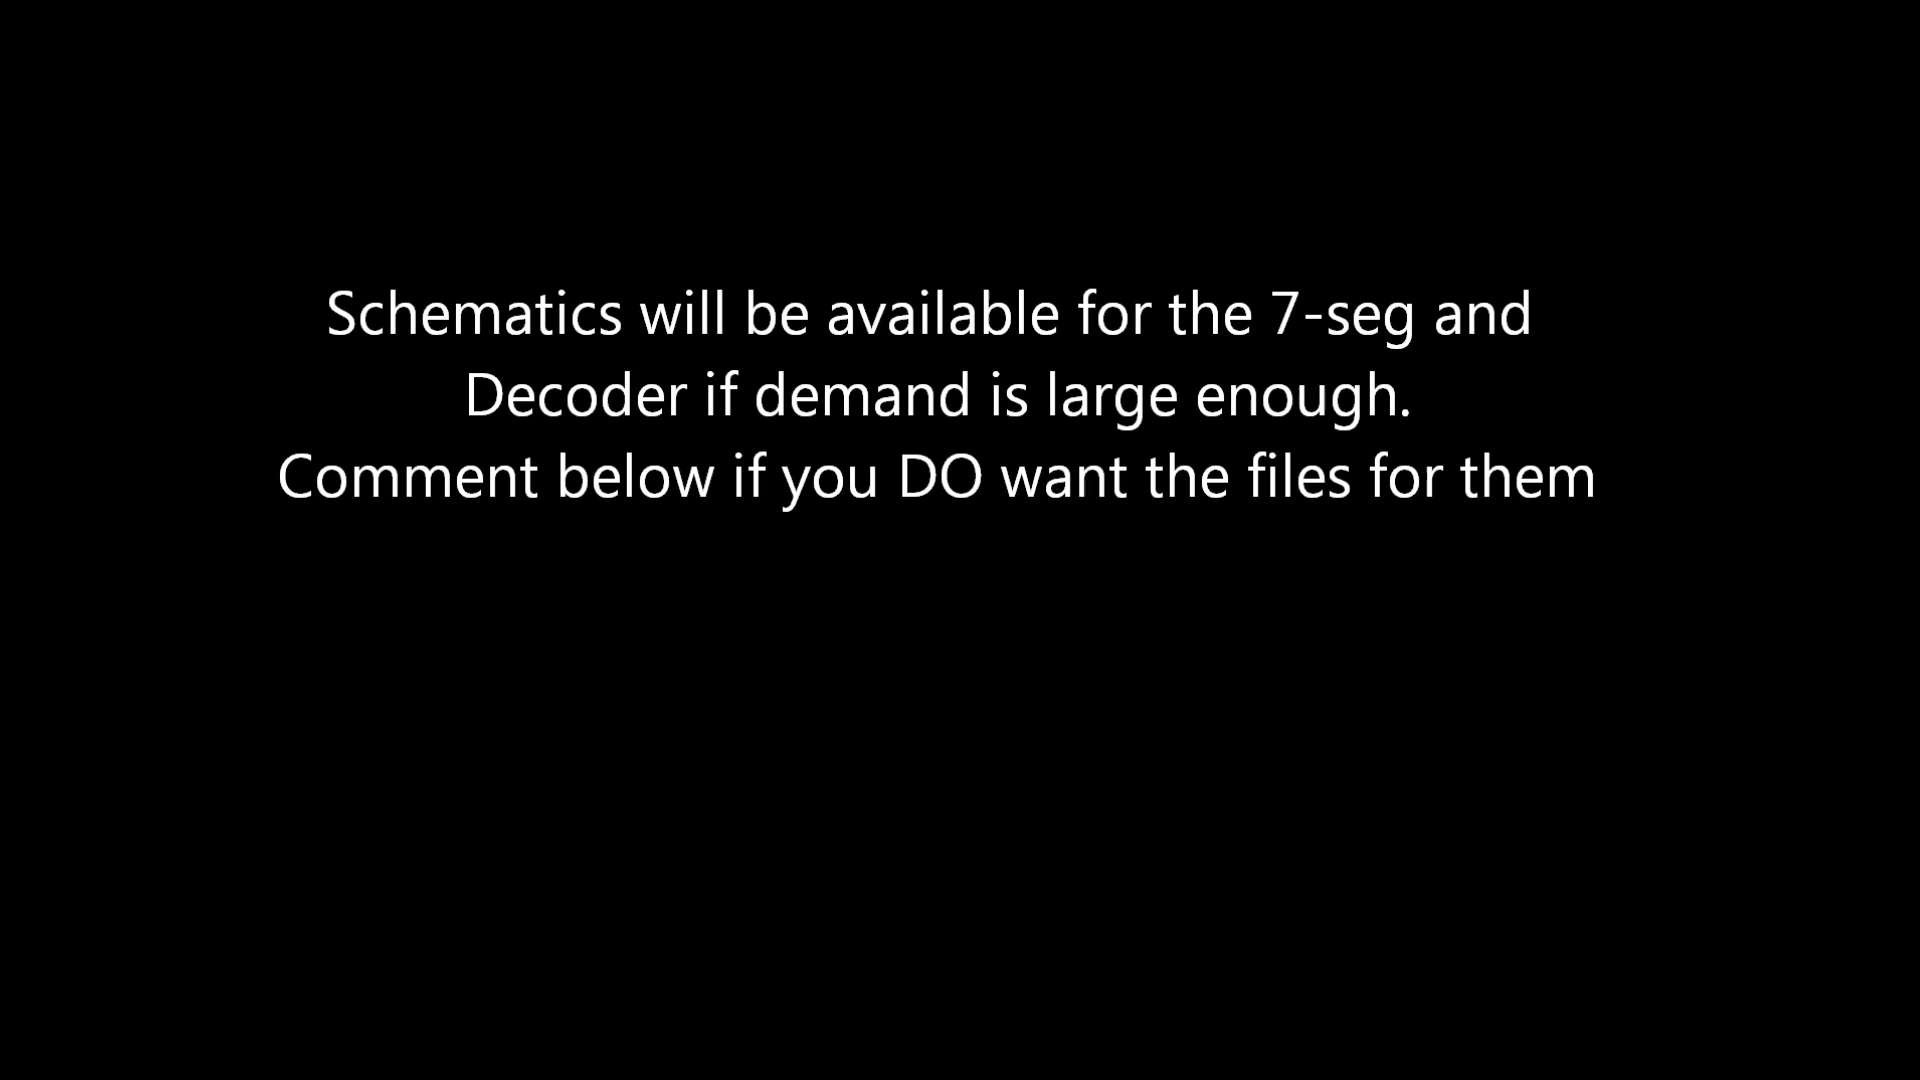 Schematics will be available for the 7-seg and
Decoder if demand is large enough.
Comment below if you DO want the files for them